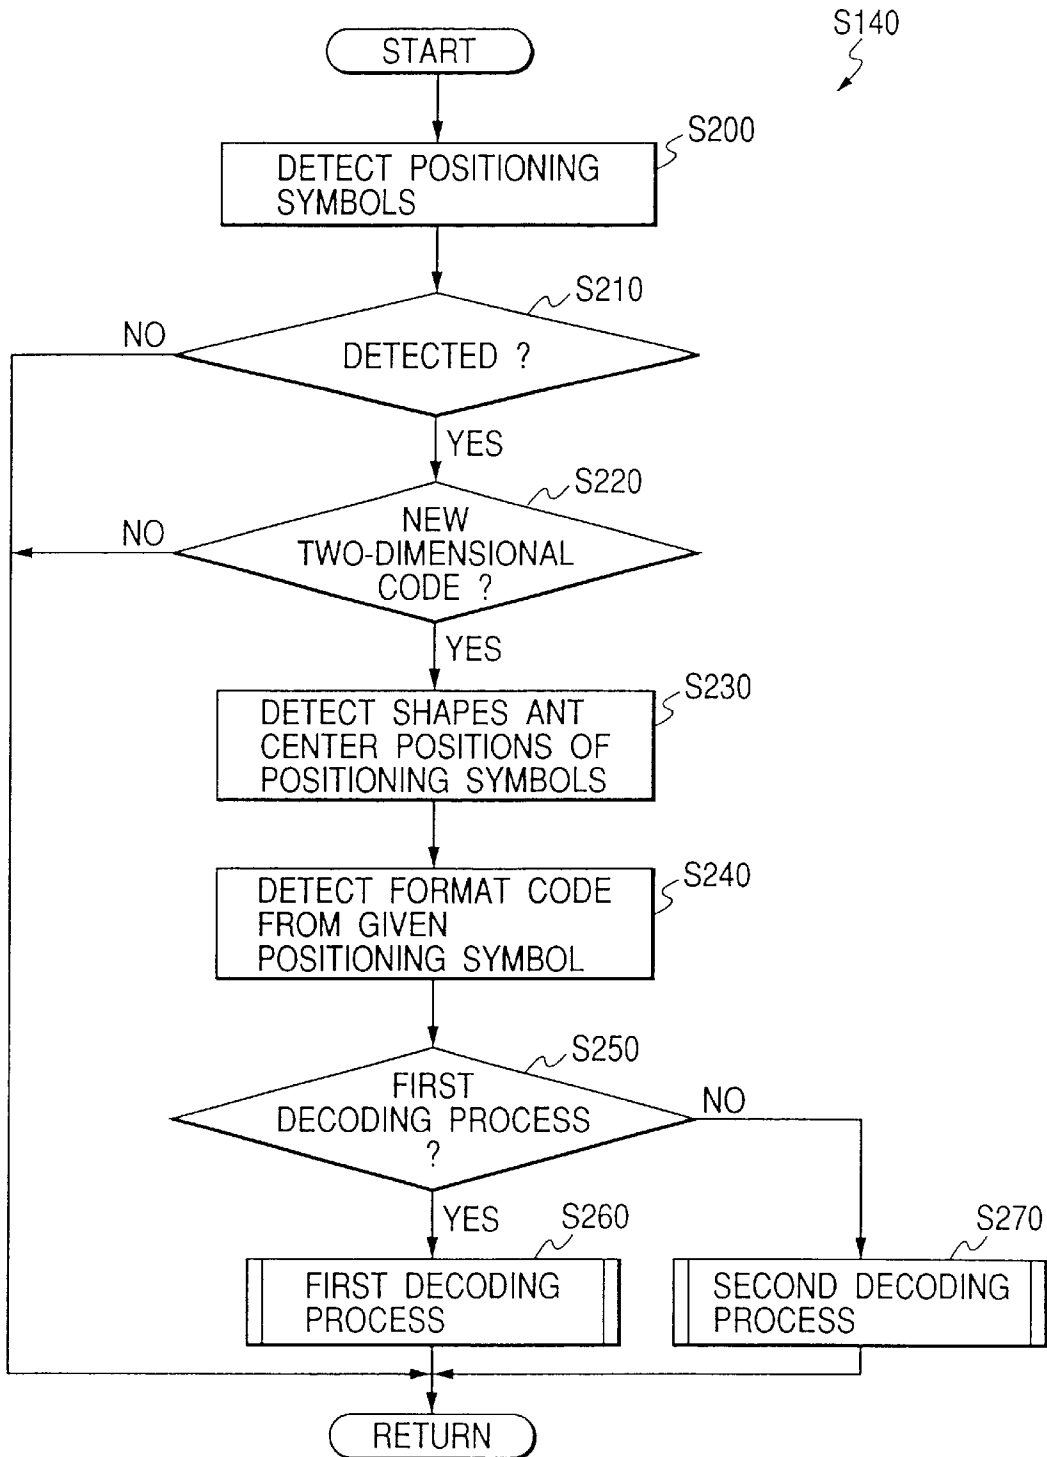 S140
START
S200
DETECT POSITIONING
SYMBOLS
S210
NO
DETECTED ?
YES
S220
NO
NEW
TWO-DIMENSIONAL
CODE ?
YES
S230
DETECT SHAPES ANT
CENTER POSITIONS OF
POSITIONING SYMBOLS
S240
DETECT FORMAT CODE
FROM GIVEN
POSITIONING SYMBOL
S250
FIRST
DECODING PROCESS
?
NO
YES
S260
FIRST DECODING
PROCESS
S270
SECOND DECODING
PROCESS
RETURN